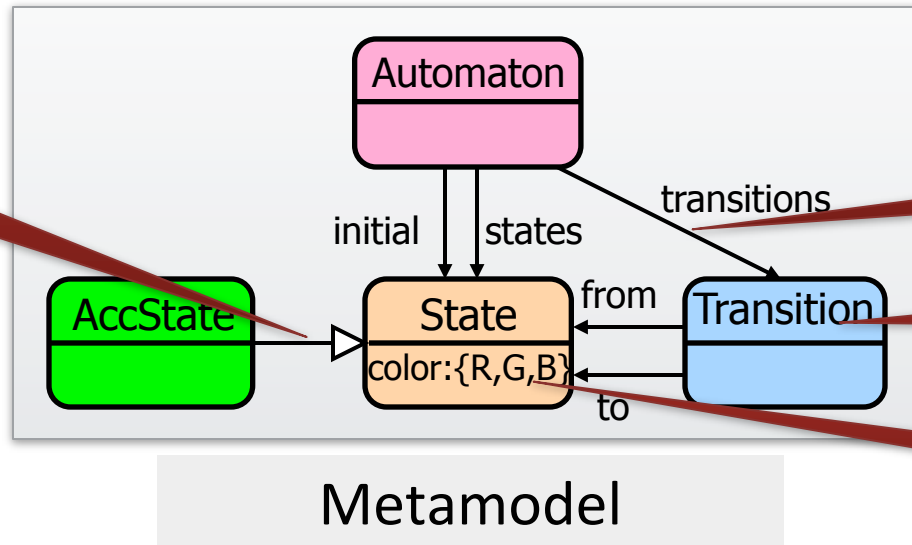 Automaton
transitions
initial
states
AccState
State
from
Transition
color:{R,G,B}
to
Metamodel